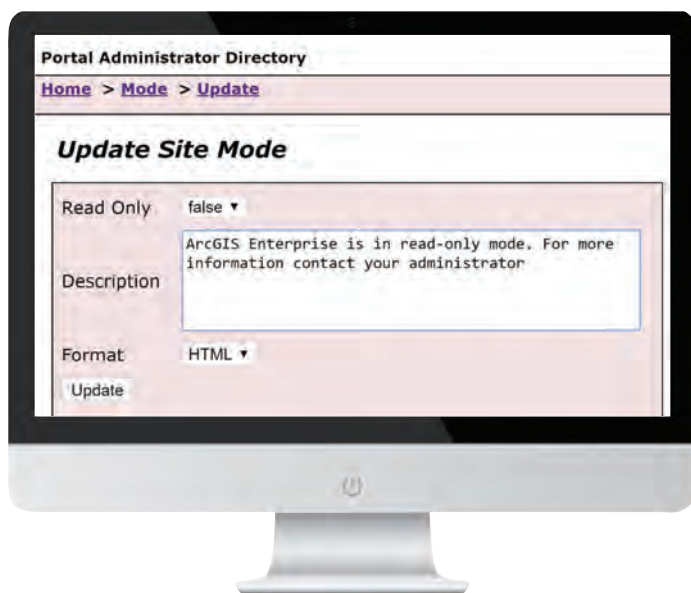 Portal Administrator Directory
Home > Mode > Update
Update Site Mode
Read Only false ▼
ArcGIS Enterprise is in read-only mode. For more
information contact your administrator
Description
Format HTML ▼
Update